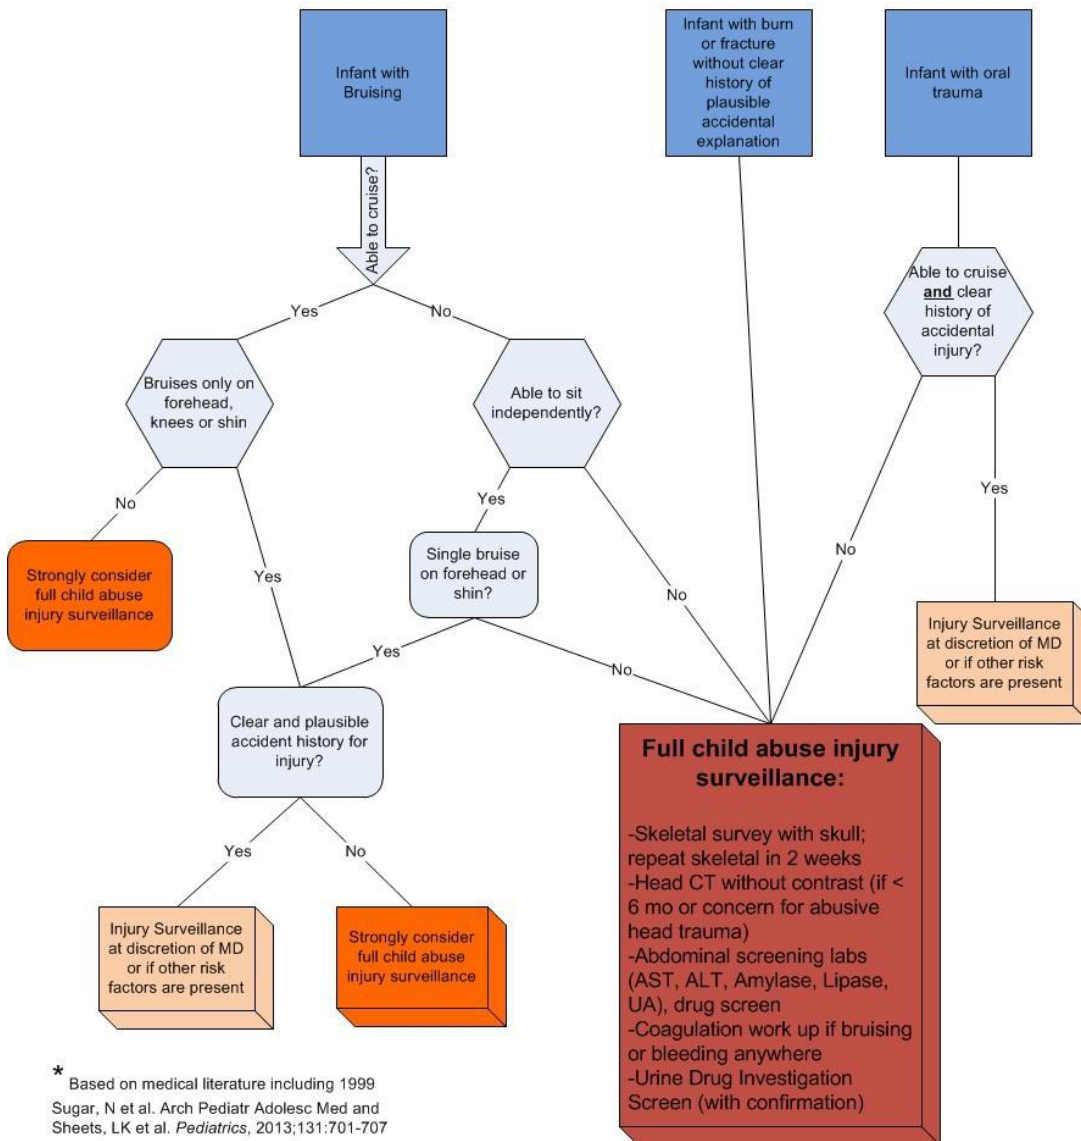 Infant with
Bruising
Infant with burn
or fracture
without clear
history of
plausible
accidental
explanation
Infant with oral
trauma
Able to cruise?
Able to cruise
and clear
history of
accidental
injury?
Yes
No
Bruises only on
forehead,
knees or shin
Able to sit
independently?
No
Yes
Yes
No
No
Yes
Strongly consider
full child abuse
injury surveillance
Single bruise
on forehead or
shin?
Yes
No
Injury Surveillance
at discretion of MD
or if other risk
factors are present
Clear and plausible
accident history for
injury?
Yes
No
Injury Surveillance
at discretion of MD
or if other risk
factors are present
Strongly consider
full child abuse
injury surveillance
Full child abuse injury
surveillance:
-Skeletal survey with skull;
repeat skeletal in 2 weeks
-Head CT without contrast (if <
6 mo or concern for abusive
head trauma)
-Abdominal screening labs
(AST, ALT, Amylase, Lipase,
UA), drug screen
-Coagulation work up if bruising
or bleeding anywhere
-Urine Drug Investigation
Screen (with confirmation)
* Based on medical literature including 1999
Sugar, N et al. Arch Pediatr Adolesc Med and
Sheets, LK et al. Pediatrics, 2013;131:701-707